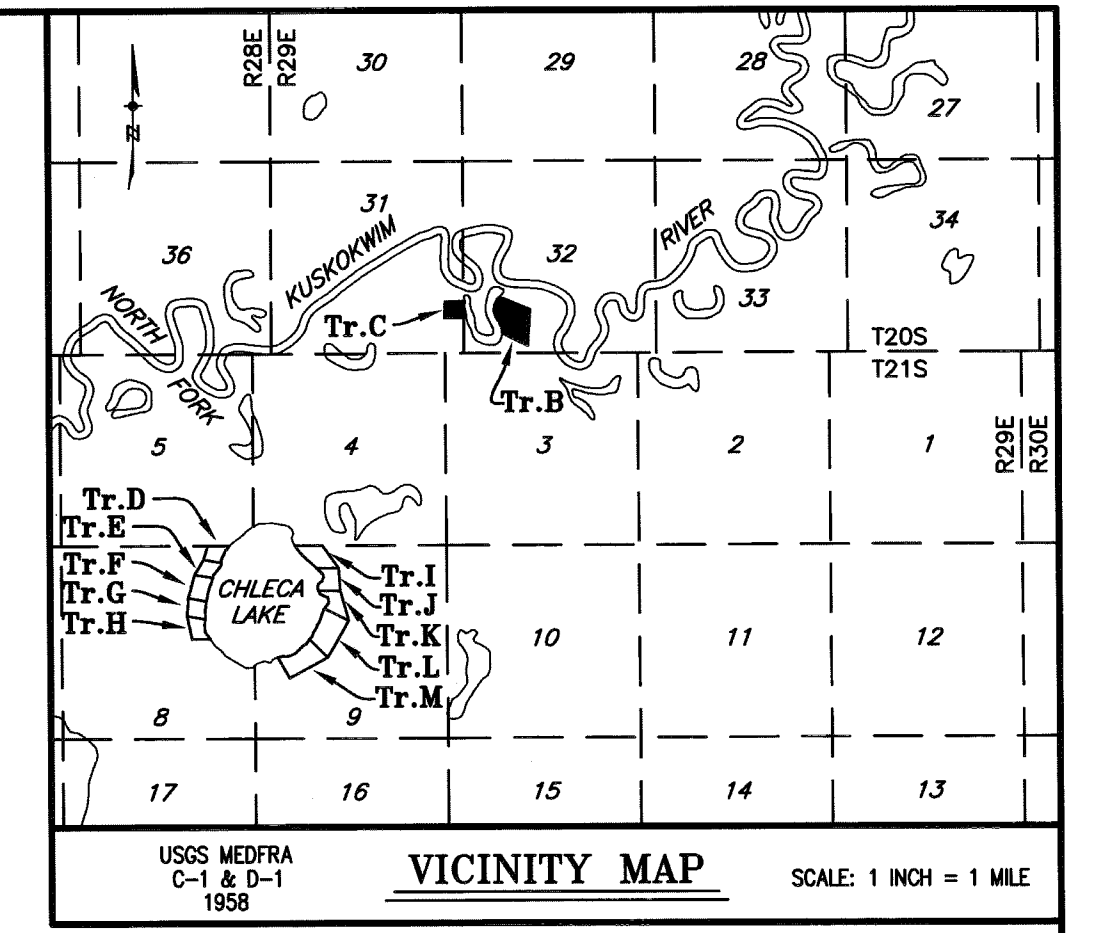 R28E
R29E
30
29
28
27
N
31
32
33
34
36
KUSKOKWIM
RIVER
NORTH
FORK
Tr.C
Tr.B
T20S
T21S
5
4
3
2
1
R29E
R30E
Tr.D
Tr.E
Tr.F
Tr.G
Tr.H
CHLECA
LAKE
Tr.I
Tr.J
Tr.K
Tr.L
Tr.M
8
9
10
11
12
17
16
15
14
13
USGS MEDFRA
C-1 & D-1
1958
VICINITY MAP
SCALE: 1 INCH = 1 MILE